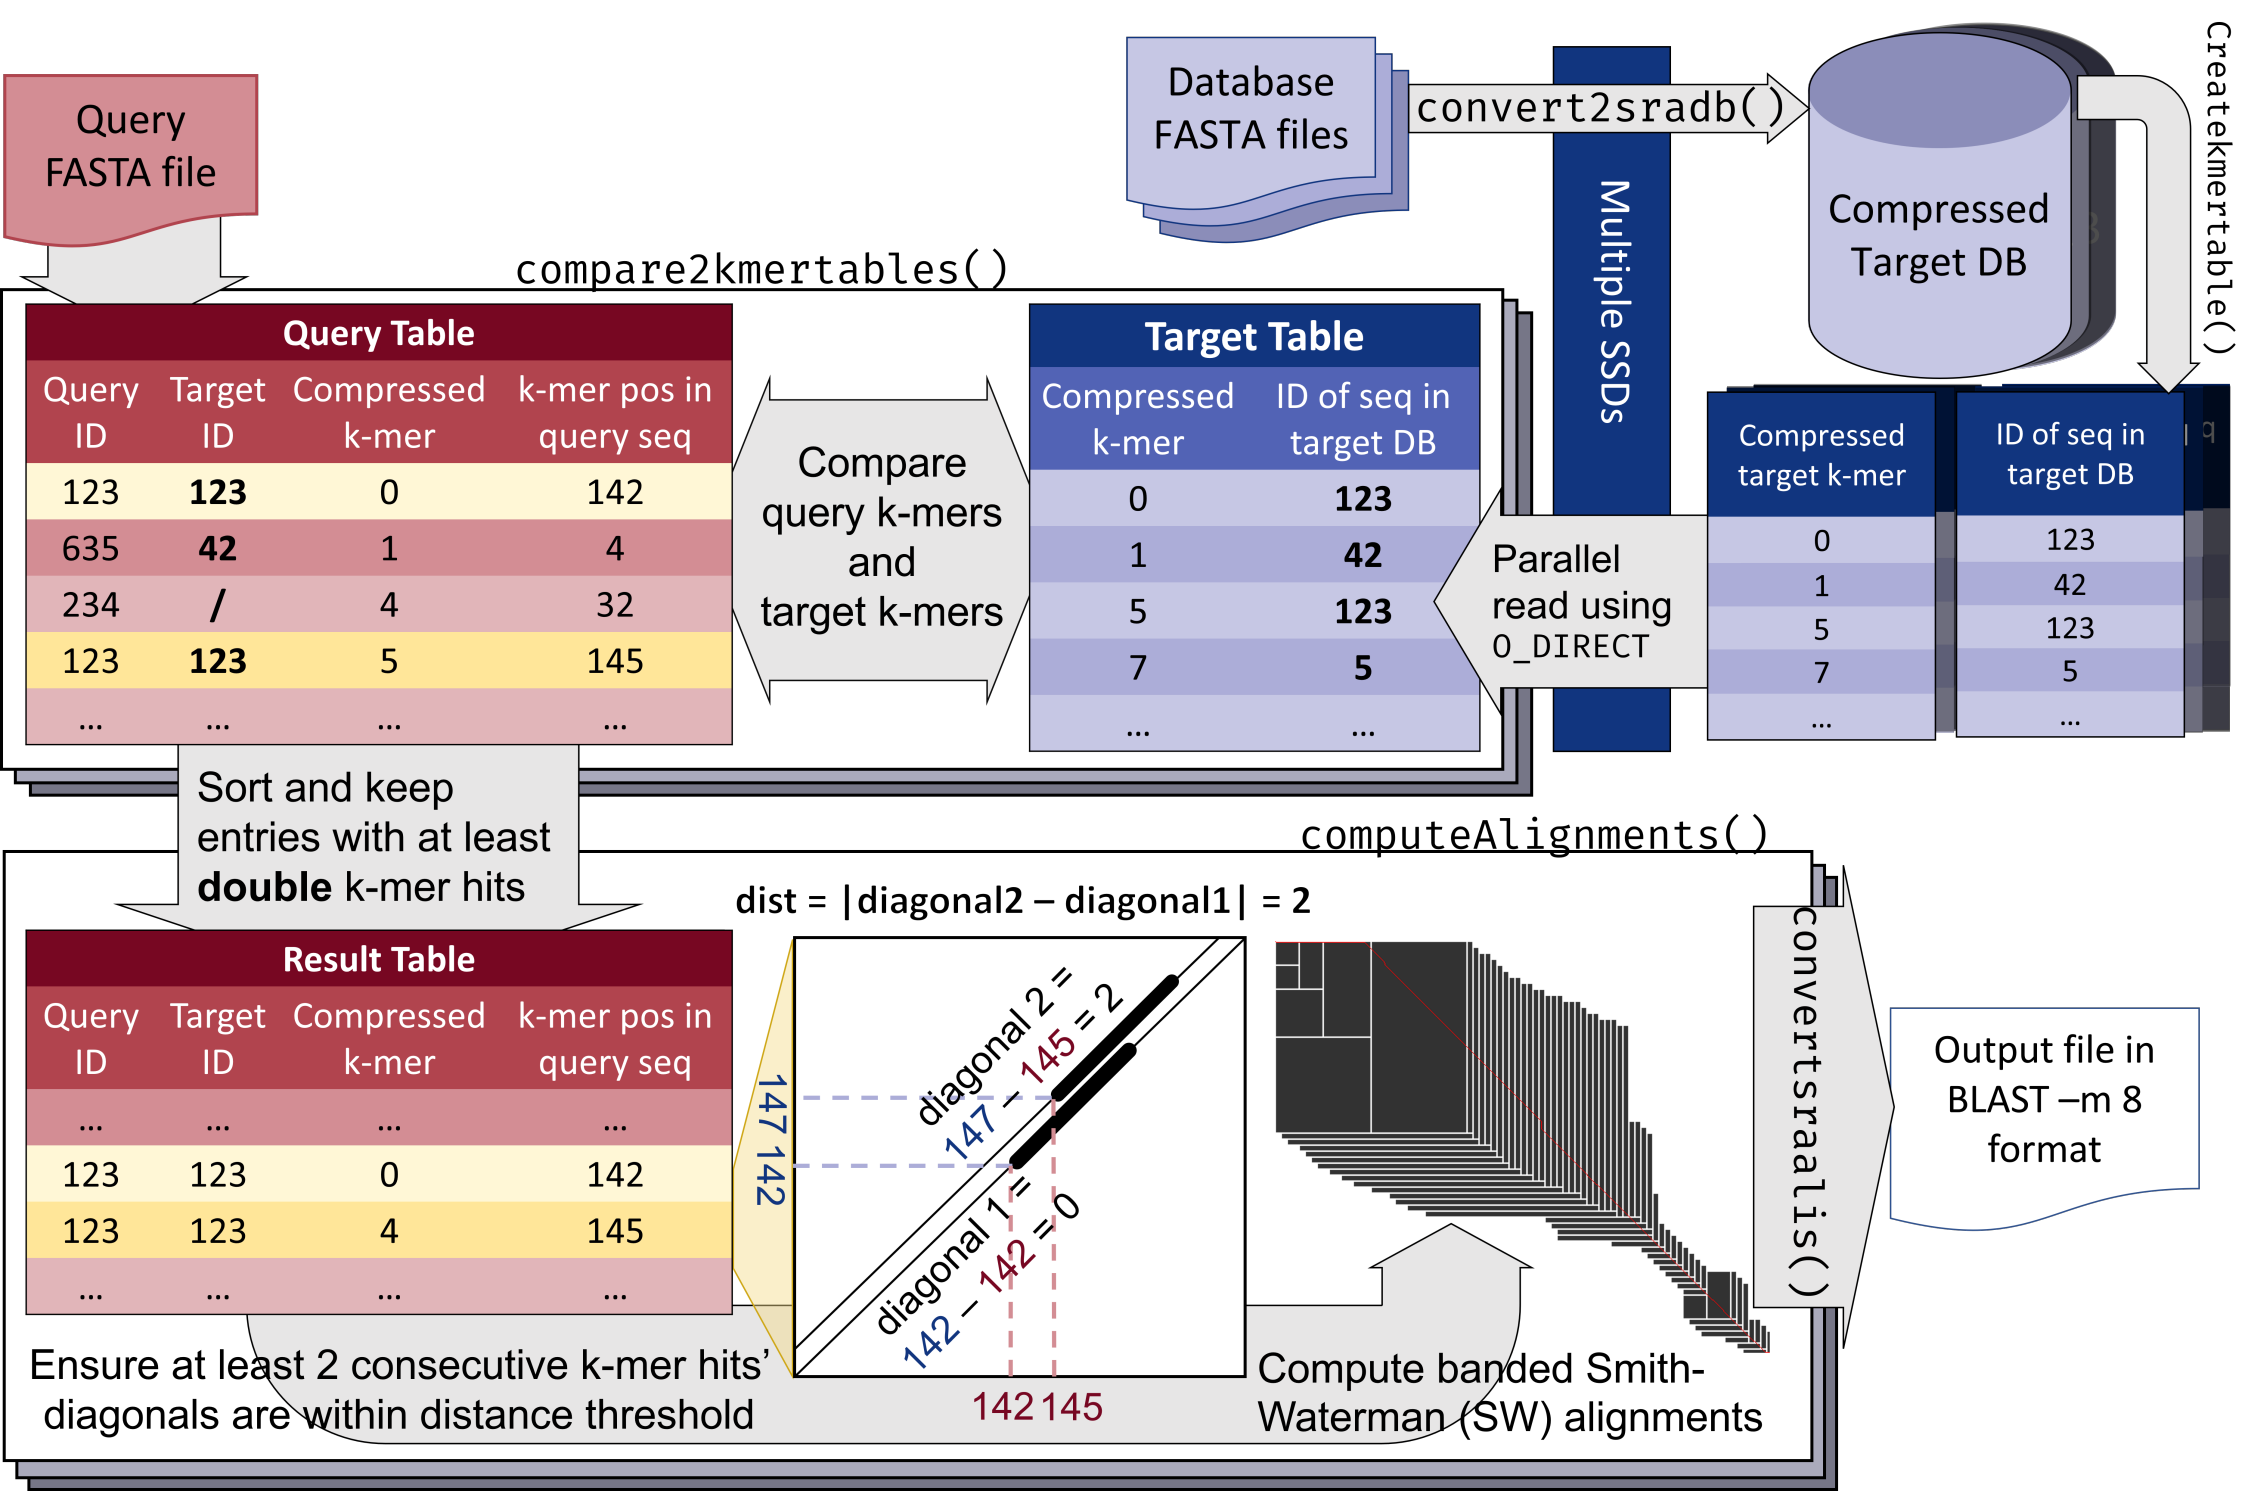 Query
FASTA file
Database
FASTA files
convert2sradb()
Multiple SSDs
Compressed
Target DB
Createkmertable()
compare2kmertables()
Query Table
Query ID	Target ID	Compressed k-mer	k-mer pos in query seq
123	123	0	142
635	42	1	4
234	/	4	32
123	123	5	145
...	...	...	...
Compare
query k-mers
and
target k-mers
Target Table
Compressed k-mer	ID of seq in target DB
0	123
1	42
5	123
7	5
...	...
Parallel
read using
O_DIRECT
Compressed target k-mer	ID of seq in target DB
0	123
1	42
5	123
7	5
...	...
Sort and keep
entries with at least
double k-mer hits
computeAlignments()
Result Table
Query ID	Target ID	Compressed k-mer	k-mer pos in query seq
...	...	...	...
123	123	0	142
123	123	4	145
...	...	...	...
Ensure at least 2 consecutive k-mer hits’
diagonals are within distance threshold
dist = |diagonal2 – diagonal1| = 2
diagonal 2 =
147 – 145 = 2
diagonal 1 =
142 – 142 = 0
147 142
142 145
Compute banded Smith-
Waterman (SW) alignments
convertsraalis()
Output file in
BLAST –m 8
format